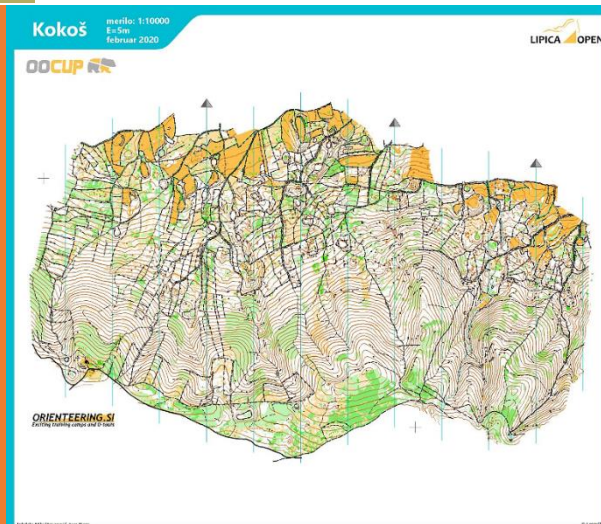 Kokoš
merilo: 1:10000
E=5m
februar 2020
LIPICA OPEN
OOCUP
ORIENTEERING.SI
Exciting training camps and O-tours